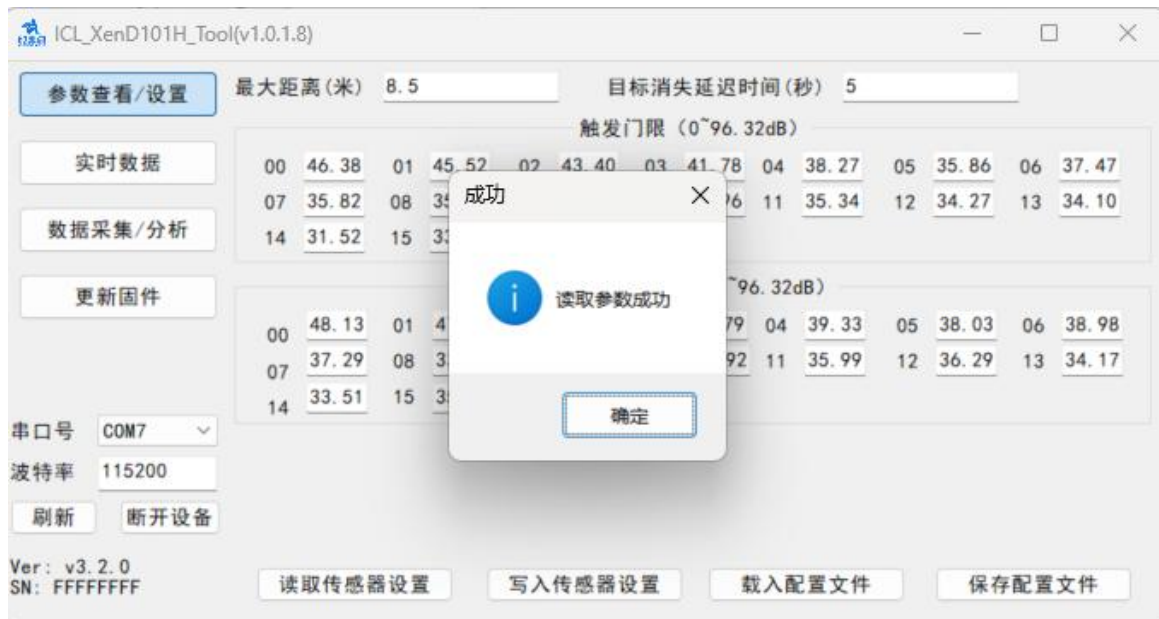 ICL_XenD101H_Tool(v1.0.1.8)
参数查看/设置
最大距离(米) 8.5 目标消失延迟时间(秒) 5
触发门限（0~96.32dB）
实时数据
00 46.38 01 45.52 02 43.40 03 41.78 04 38.27 05 35.86 06 37.47
07 35.82 08 11 35.34 12 34.27 13 34.10
14 31.52 15
数据采集/分析
更新固件
~96.32dB）
00 48.13 01 04 39.33 05 38.03 06 38.98
07 37.29 08 11 35.99 12 36.29 13 34.17
14 33.51 15
成功
读取参数成功
确定
串口号 COM7
波特率 115200
刷新 断开设备
Ver: v3.2.0
SN: FFFFFFFF
读取传感器设置 写入传感器设置 载入配置文件 保存配置文件